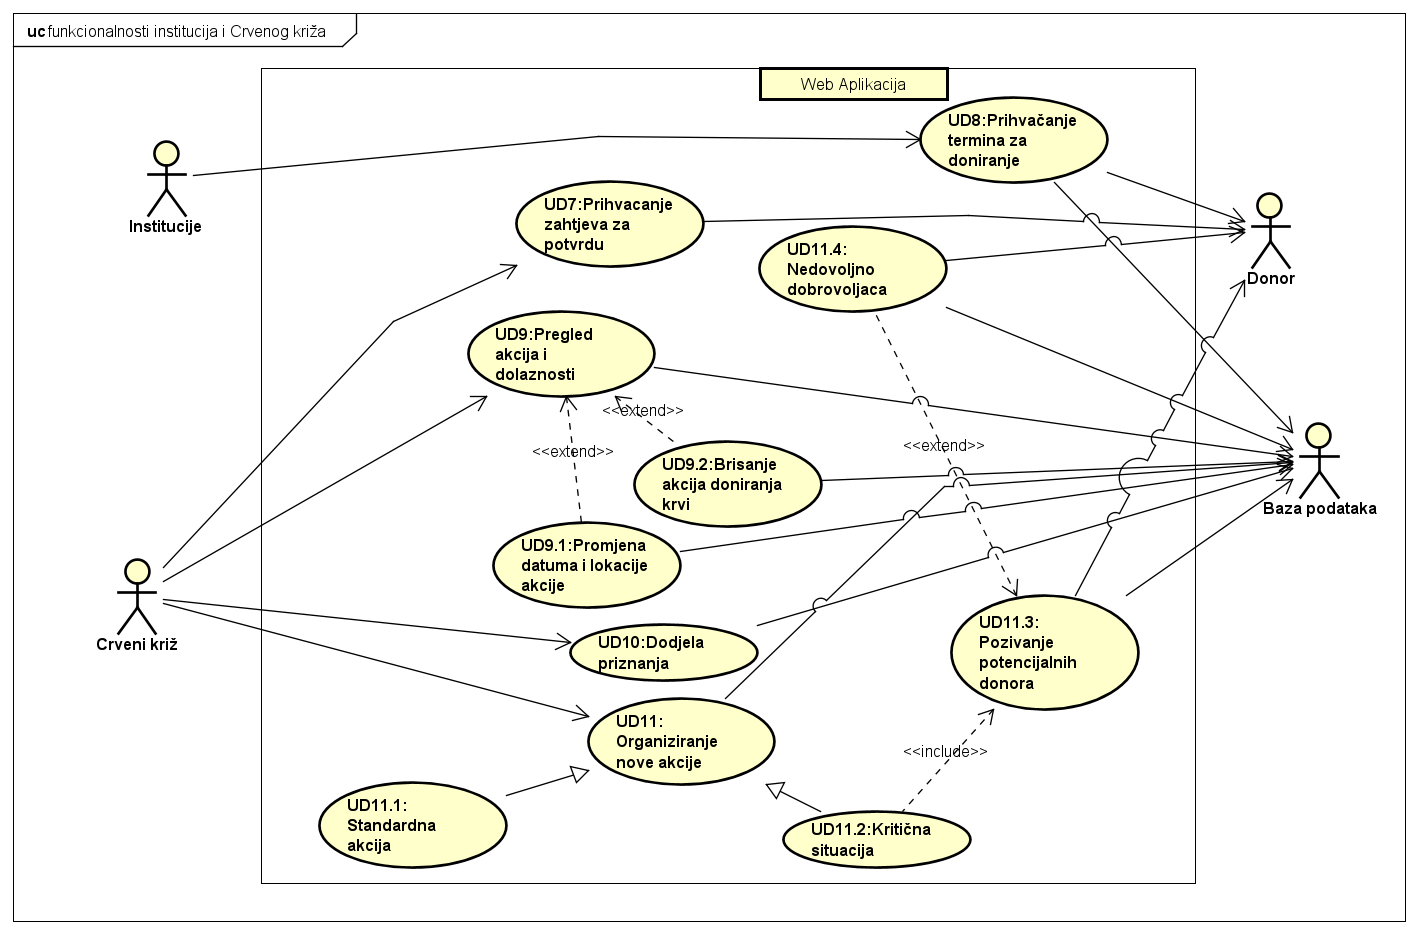 uc funkcionalnosti institucija i Crvenog križa
Web Aplikacija
UD8:Prihvačanje
termina za
doniranje
Institucije
UD7:Prihvacanje
zahtjeva za
potvrdu
UD11.4:
Nedovoljno
dobrovoljaca
Donor
UD9:Pregled
akcija i
dolaznosti
<<extend>>
<<extend>>
<<extend>>
UD9.2:Brisanje
akcija doniranja
krvi
Baza podataka
UD9.1:Promjena
datuma i lokacije
akcije
Crveni križ
UD10:Dodjela
priznanja
UD11.3:
Pozivanje
potencijalnih
donora
UD11:
Organiziranje
nove akcije
<<include>>
UD11.1:
Standardna
akcija
UD11.2:Kritična
situacija